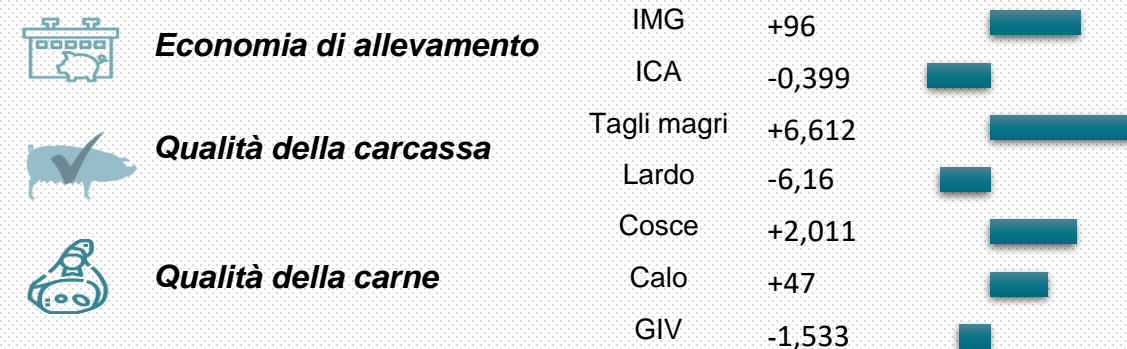 Economia di allevamento
Qualità della carcassa
Qualità della carne
IMG +96
ICA -0,399
Tagli magri +6,612
Lardo -6,16
Cosce +2,011
Calo +47
GIV -1,533